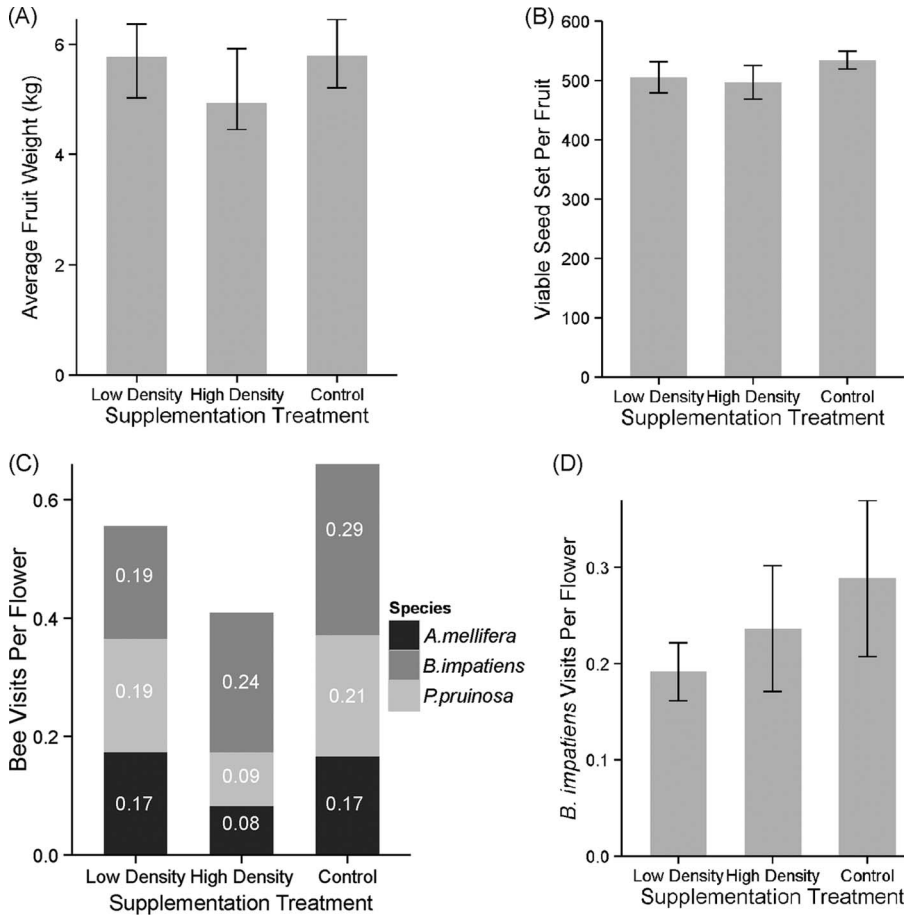 (A)
Average Fruit Weight (kg)
6
4
2
0
Low Density High Density Control
Supplementation Treatment
(B)
Viable Seed Set Per Fruit
600
500
400
300
200
100
0
Low Density High Density Control
Supplementation Treatment
(C)
Bee Visits Per Flower
0.6
0.4
0.2
0.0
0.19
0.19
0.17
0.24
0.09
0.08
0.29
0.21
0.17
Low Density High Density Control
Supplementation Treatment
Species
A.mellifera
B.impatiens
P.pruinosa
(D)
B. impatiens Visits Per Flower
0.3
0.2
0.1
0.0
Low Density High Density Control
Supplementation Treatment